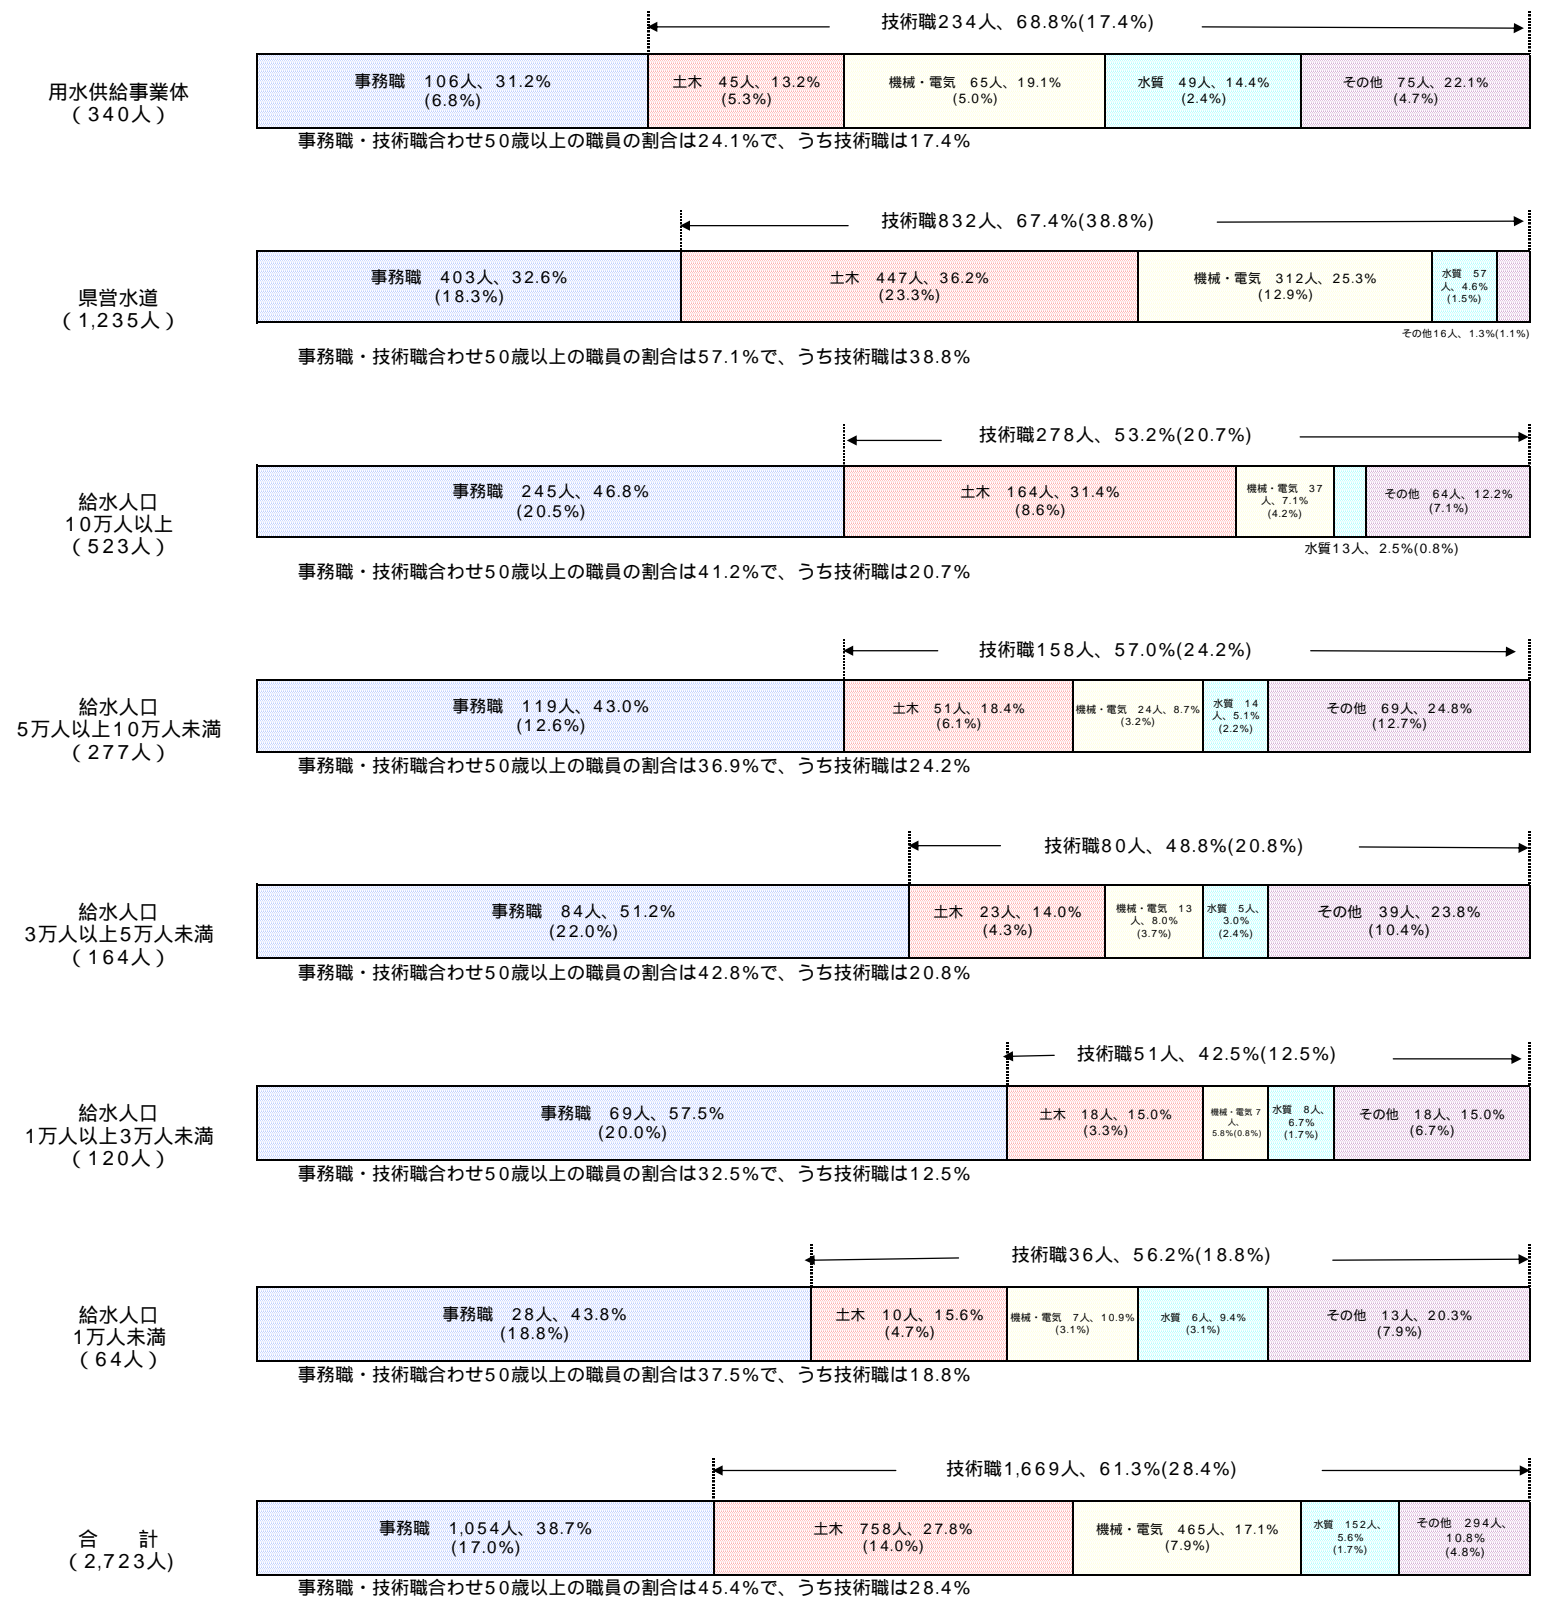 技術職234人、68.8%(17.4%)
用水供給事業体
（340人）
事務職　106人、31.2%
(6.8%)
土木　45人、13.2%
(5.3%)
機械・電気　65人、19.1%
(5.0%)
水質　49人、14.4%
(2.4%)
その他　75人、22.1%
(4.7%)
事務職・技術職合わせ50歳以上の職員の割合は24.1%で、うち技術職は17.4%
技術職832人、67.4%(38.8%)
県営水道
（1,235人）
事務職　403人、32.6%
(18.3%)
土木　447人、36.2%
(23.3%)
機械・電気　312人、25.3%
(12.9%)
水質　57
人、4.6%
(1.5%)
その他16人、1.3%(1.1%)
事務職・技術職合わせ50歳以上の職員の割合は57.1%で、うち技術職は38.8%
技術職278人、53.2%(20.7%)
給水人口
10万人以上
（523人）
事務職　245人、46.8%
(20.5%)
土木　164人、31.4%
(8.6%)
機械・電気　37
人、7.1%
(4.2%)
その他　64人、12.2%
(7.1%)
水質13人、2.5%(0.8%)
事務職・技術職合わせ50歳以上の職員の割合は41.2%で、うち技術職は20.7%
技術職158人、57.0%(24.2%)
給水人口
5万人以上10万人未満
（277人）
事務職　119人、43.0%
(12.6%)
土木　51人、18.4%
(6.1%)
機械・電気　24人、8.7%
(3.2%)
水質　14
人、5.1%
(2.2%)
その他　69人、24.8%
(12.7%)
事務職・技術職合わせ50歳以上の職員の割合は36.9%で、うち技術職は24.2%
技術職80人、48.8%(20.8%)
給水人口
3万人以上5万人未満
（164人）
事務職　84人、51.2%
(22.0%)
土木　23人、14.0%
(4.3%)
機械・電気　13
人、8.0%
(3.7%)
水質　5人、
3.0%
(2.4%)
その他　39人、23.8%
(10.4%)
事務職・技術職合わせ50歳以上の職員の割合は42.8%で、うち技術職は20.8%
技術職51人、42.5%(12.5%)
給水人口
1万人以上3万人未満
（120人）
事務職　69人、57.5%
(20.0%)
土木　18人、15.0%
(3.3%)
機械・電気 7
人、
5.8%(0.8%)
水質　8人、
6.7%
(1.7%)
その他　18人、15.0%
(6.7%)
事務職・技術職合わせ50歳以上の職員の割合は32.5%で、うち技術職は12.5%
技術職36人、56.2%(18.8%)
給水人口
1万人未満
（64人）
事務職　28人、43.8%
(18.8%)
土木　10人、15.6%
(4.7%)
機械・電気　7人、10.9%
(3.1%)
水質　6人、9.4%
(3.1%)
その他　13人、20.3%
(7.9%)
事務職・技術職合わせ50歳以上の職員の割合は37.5%で、うち技術職は18.8%
技術職1,669人、61.3%(28.4%)
合　　計
（2,723人)
事務職　1,054人、38.7%
(17.0%)
土木　758人、27.8%
(14.0%)
機械・電気　465人、17.1%
(7.9%)
水質　152人、
5.6%
(1.7%)
その他　294人、
10.8%
(4.8%)
事務職・技術職合わせ50歳以上の職員の割合は45.4%で、うち技術職は28.4%